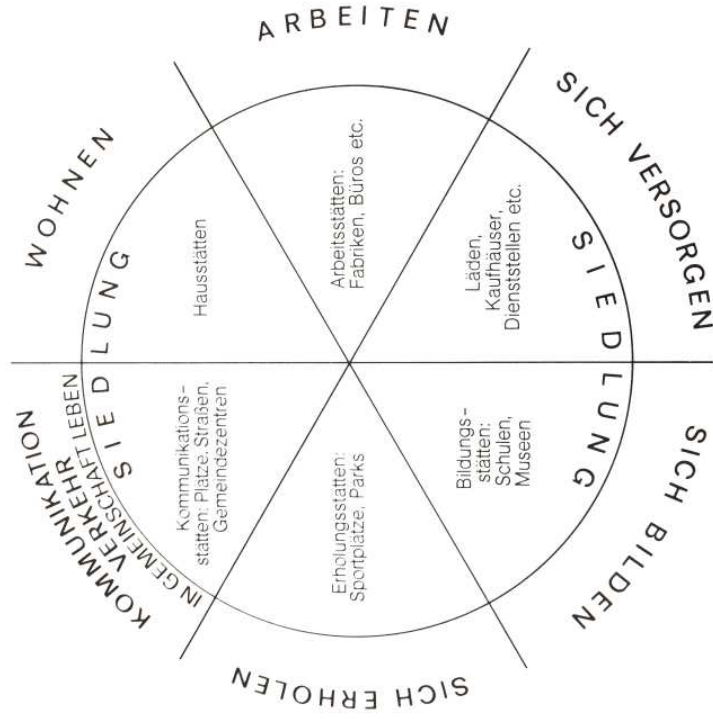 ARBEITEN
Arbeitsstätten:
Fabriken, Büros etc.
SICH VERSORGEN
Läden,
Kaufhäuser,
Dienststellen etc.
SICH BILDEN
Bildungs-
stätten:
Schulen,
Museen
SICH ERHOLEN
Erholungsstätten:
Sportplätze, Parks
KOMMUNIKATION
VERKEHR
IN GEMEINSCHAFT LEBEN
Kommunikations-
stätten: Plätze, Straßen,
Gemeindezentren
WOHNEN
Hausstätten
SIEDLUNG
SIEDLUNG